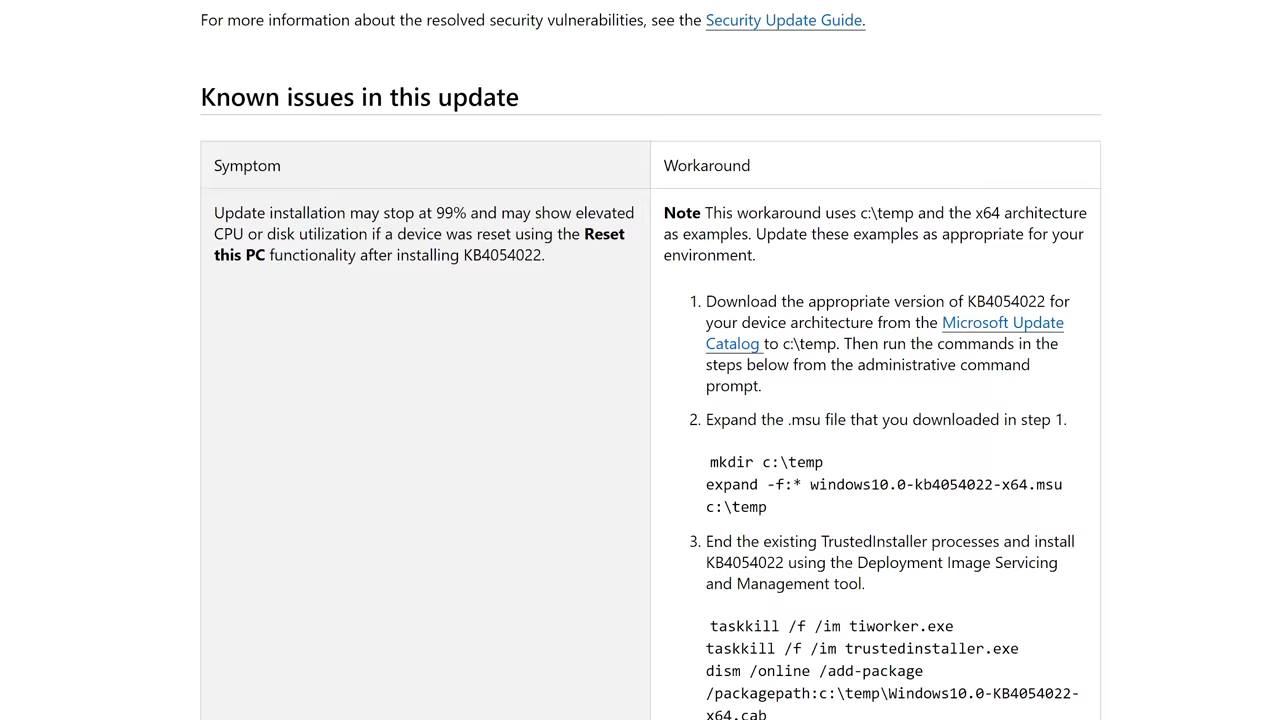 For more information about the resolved security vulnerabilities, see the Security Update Guide.
Known issues in this update
Symptom
Workaround
Update installation may stop at 99% and may show elevated
CPU or disk utilization if a device was reset using the Reset
this PC functionality after installing KB4054022.
Note This workaround uses c:\temp and the x64 architecture
as examples. Update these examples as appropriate for your
environment.
1. Download the appropriate version of KB4054022 for
your device architecture from the Microsoft Update
Catalog to c:\temp. Then run the commands in the
steps below from the administrative command
prompt.
2. Expand the .msu file that you downloaded in step 1.
mkdir c:\temp
expand -f:* windows10.0-kb4054022-x64.msu
c:\temp
3. End the existing TrustedInstaller processes and install
KB4054022 using the Deployment Image Servicing
and Management tool.
taskkill /f /im tiworker.exe
taskkill /f /im trustedinstaller.exe
dism /online /add-package
/packagepath:c:\temp\Windows10.0-KB4054022-
x64.cab